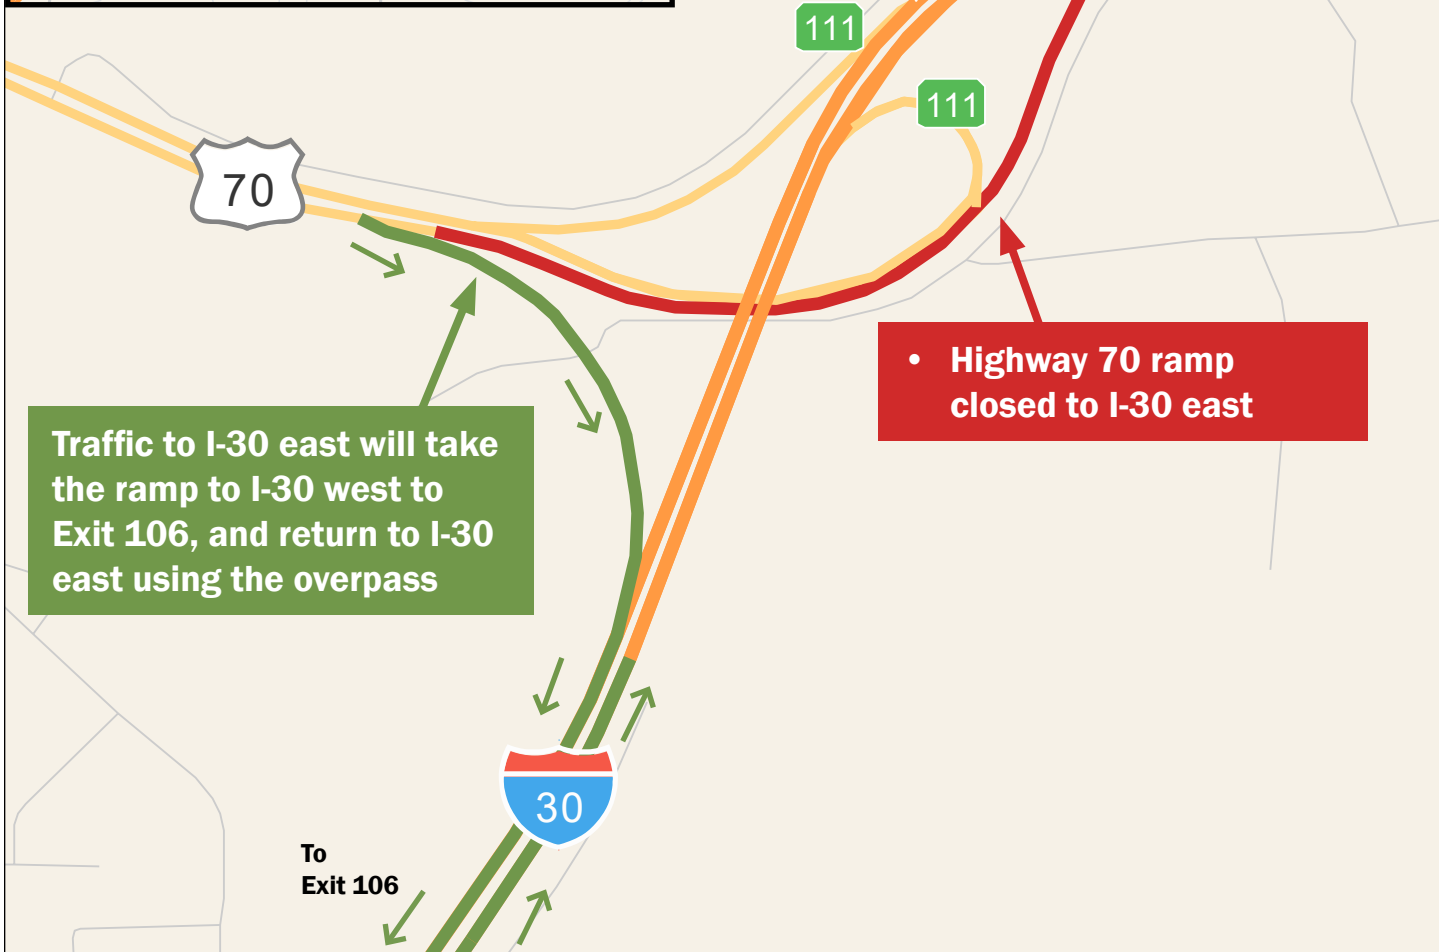 111
111
70
• Highway 70 ramp
closed to I-30 east
Traffic to I-30 east will take
the ramp to I-30 west to
Exit 106, and return to I-30
east using the overpass
30
To
Exit 106